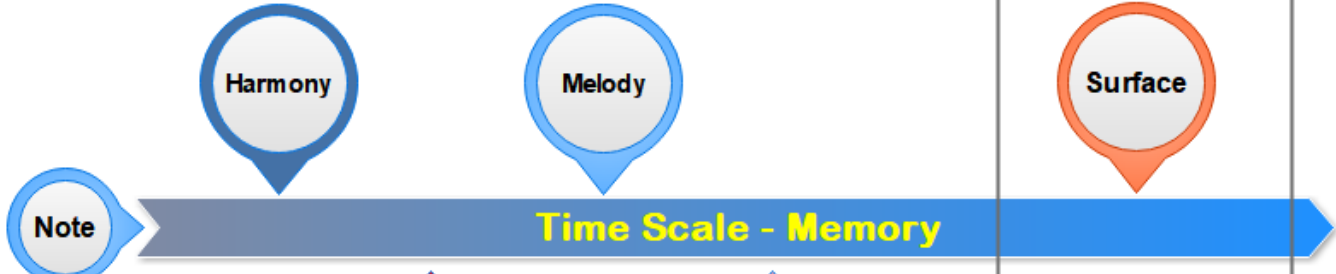 Harmony
Melody
Surface
Note
Time Scale - Memory